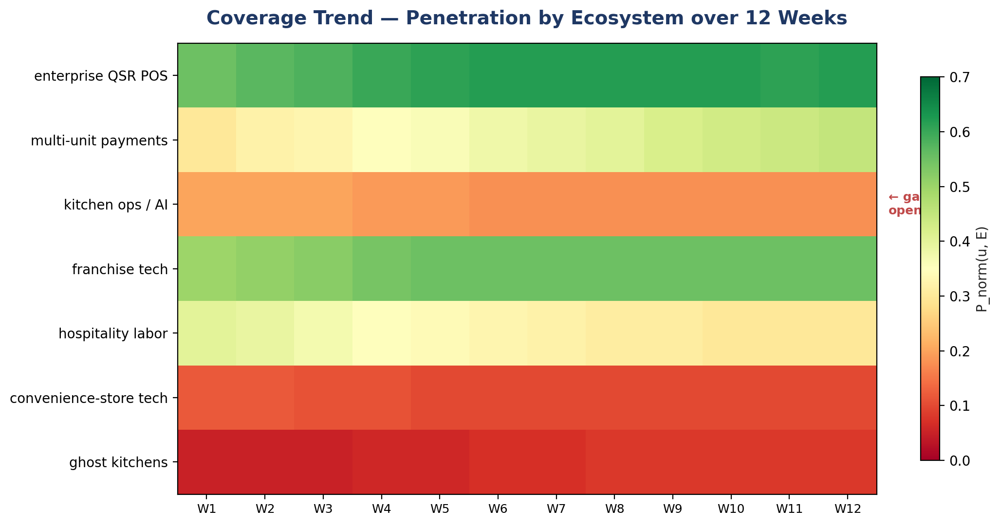 Coverage Trend — Penetration by Ecosystem over 12 Weeks
enterprise QSR POS
multi-unit payments
kitchen ops / AI
franchise tech
hospitality labor
convenience-store tech
ghost kitchens
W1 W2 W3 W4 W5 W6 W7 W8 W9 W10 W11 W12
← ga
open
0.7
0.6
0.5
0.4
0.3
0.2
0.1
0.0
P_norm(u, E)